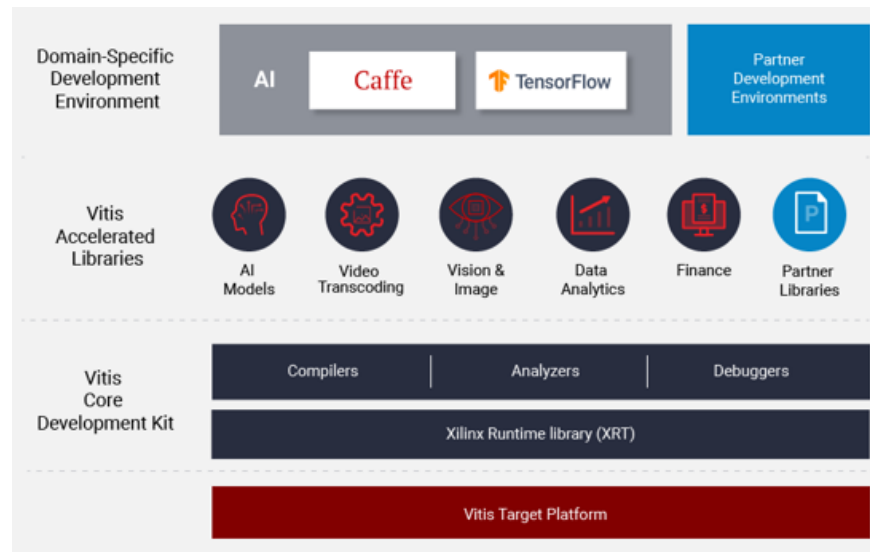 Domain-Specific
Development
Environment
AI
Caffe
TensorFlow
Partner
Development
Environments
Vitis
Accelerated
Libraries
AI
Models
Video
Transcoding
Vision &
Image
Data
Analytics
Finance
$
P
Partner
Libraries
Vitis
Core
Development Kit
Compilers
Analyzers
Debuggers
Xilinx Runtime library (XRT)
Vitis Target Platform